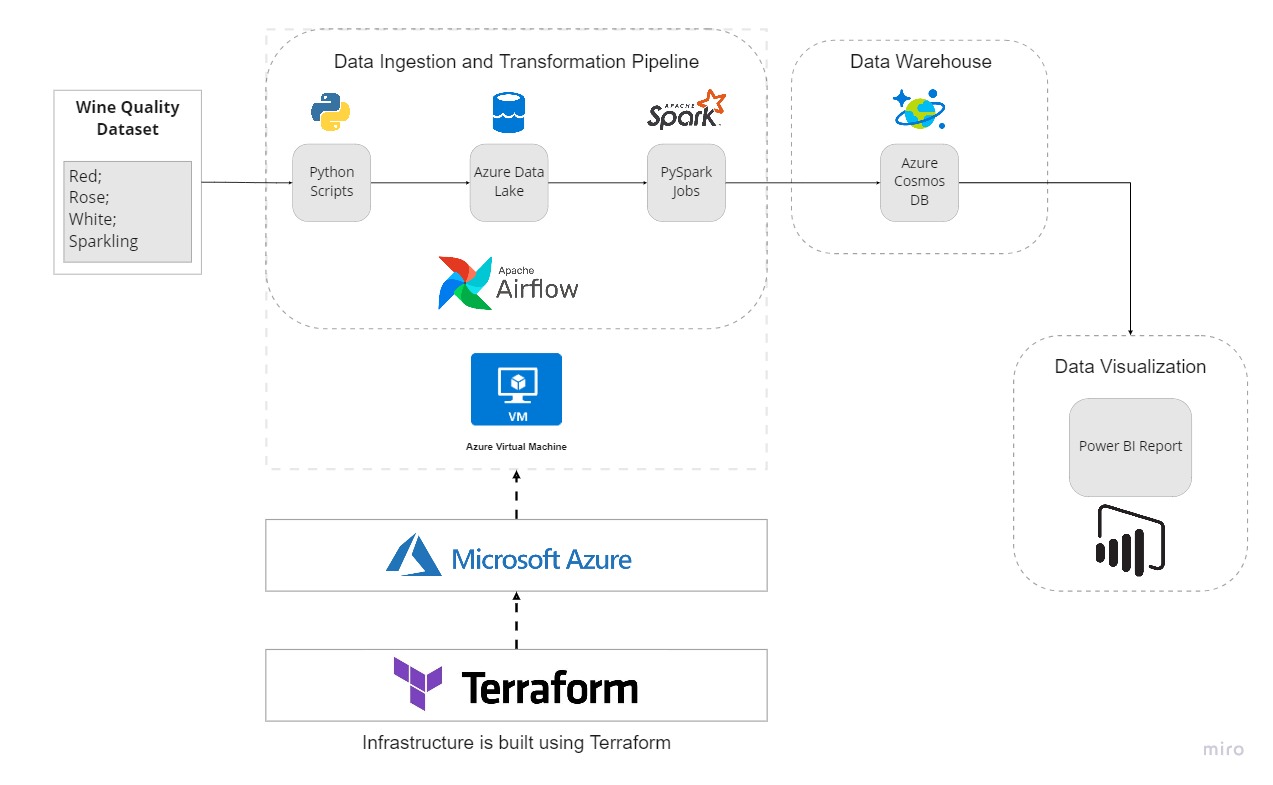 Data Ingestion and Transformation Pipeline
Data Warehouse
Wine Quality
Dataset
Red;
Rose;
White;
Sparkling
APACHE
Spark
Python
Scripts
Azure Data
Lake
PySpark
Jobs
Azure
Cosmos
DB
Apache
Airflow
VM
Azure Virtual Machine
Data Visualization
Power BI Report
Microsoft Azure
Terraform
Infrastructure is built using Terraform
miro